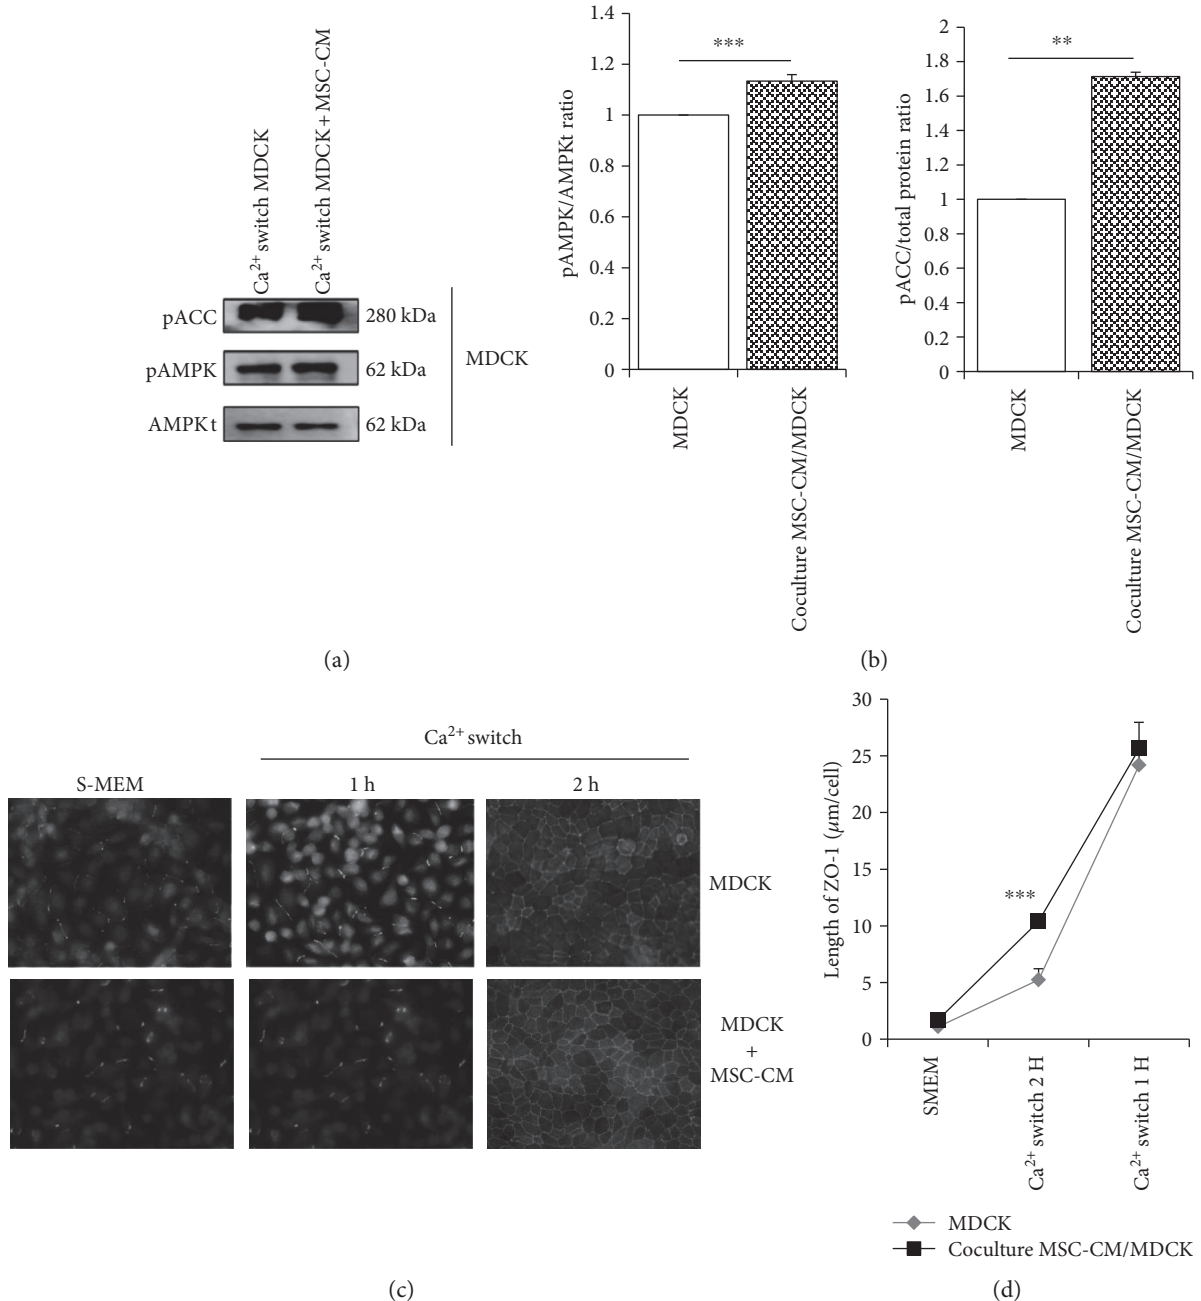 Ca2+ switch MDCK
Ca2+ switch MDCK+MSC-CM
pACC
280 kDa
pAMPK
62 kDa
AMPKt
62 kDa
MDCK
(a)
pAMPK/AMPKt ratio
1.4
1.2
1
0.8
0.6
0.4
0.2
0
***
MDCK
Coculture MSC-CM/MDCK
pACC/total protein ratio
2
1.8
1.6
1.4
1.2
1
0.8
0.6
0.4
0.2
0
**
MDCK
Coculture MSC-CM/MDCK
(b)
Ca2+ switch
S-MEM
1 h
2 h
MDCK
MDCK
+
MSC-CM
(c)
Length of ZO-1 (μm/cell)
30
25
20
15
10
5
0
***
SMEM
Ca2+ switch 2 H
Ca2+ switch 1 H
MDCK
Coculture MSC-CM/MDCK
(d)